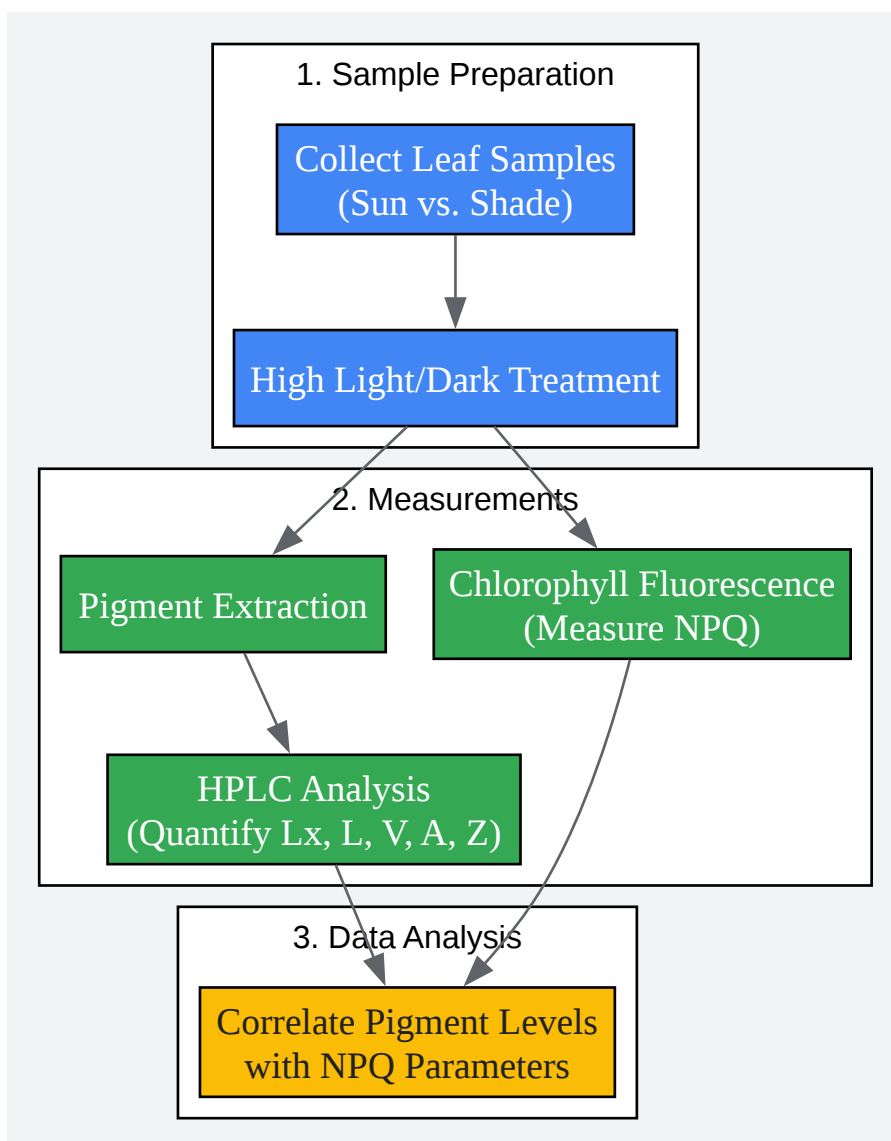 1. Sample Preparation
Collect Leaf Samples
(Sun vs. Shade)
High Light/Dark Treatment
2. Measurements
Pigment Extraction
Chlorophyll Fluorescence
(Measure NPQ)
HPLC Analysis
(Quantify Lx, L, V, A, Z)
3. Data Analysis
Correlate Pigment Levels
with NPQ Parameters